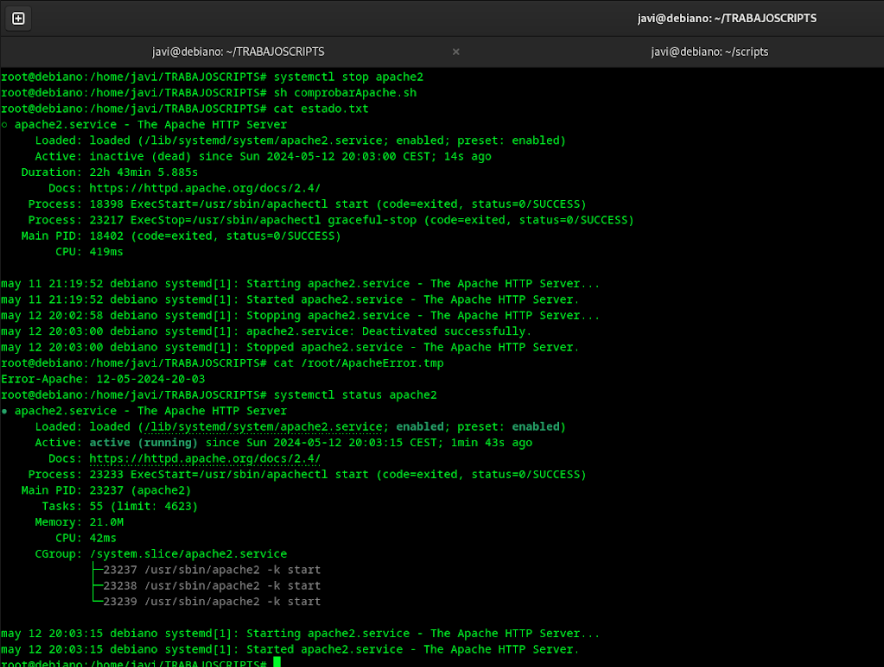 javi@debiano: ~/TRABAJOSCRIPTS
javi@debiano: ~/TRABAJOSCRIPTS × javi@debiano: ~/scripts
root@debiano:/home/javi/TRABAJOSCRIPTS# systemctl stop apache2
root@debiano:/home/javi/TRABAJOSCRIPTS# sh comprobarApache.sh
root@debiano:/home/javi/TRABAJOSCRIPTS# cat estado.txt
○ apache2.service - The Apache HTTP Server
     Loaded: loaded (/lib/systemd/system/apache2.service; enabled; preset: enabled)
     Active: inactive (dead) since Sun 2024-05-12 20:03:00 CEST; 14s ago
   Duration: 22h 43min 5.885s
       Docs: https://httpd.apache.org/docs/2.4/
    Process: 18398 ExecStart=/usr/sbin/apachectl start (code=exited, status=0/SUCCESS)
    Process: 23217 ExecStop=/usr/sbin/apachectl graceful-stop (code=exited, status=0/SUCCESS)
   Main PID: 18402 (code=exited, status=0/SUCCESS)
        CPU: 419ms
may 11 21:19:52 debiano systemd[1]: Starting apache2.service - The Apache HTTP Server...
may 11 21:19:52 debiano systemd[1]: Started apache2.service - The Apache HTTP Server.
may 12 20:02:58 debiano systemd[1]: Stopping apache2.service - The Apache HTTP Server...
may 12 20:03:00 debiano systemd[1]: apache2.service: Deactivated successfully.
may 12 20:03:00 debiano systemd[1]: Stopped apache2.service - The Apache HTTP Server.
root@debiano:/home/javi/TRABAJOSCRIPTS# cat /root/ApacheError.tmp
Error-Apache: 12-05-2024-20-03
root@debiano:/home/javi/TRABAJOSCRIPTS# systemctl status apache2
● apache2.service - The Apache HTTP Server
     Loaded: loaded (/lib/systemd/system/apache2.service; enabled; preset: enabled)
     Active: active (running) since Sun 2024-05-12 20:03:15 CEST; 1min 43s ago
       Docs: https://httpd.apache.org/docs/2.4/
    Process: 23233 ExecStart=/usr/sbin/apachectl start (code=exited, status=0/SUCCESS)
   Main PID: 23237 (apache2)
      Tasks: 55 (limit: 4623)
     Memory: 21.0M
        CPU: 42ms
     CGroup: /system.slice/apache2.service
             ├─23237 /usr/sbin/apache2 -k start
             ├─23238 /usr/sbin/apache2 -k start
             └─23239 /usr/sbin/apache2 -k start
may 12 20:03:15 debiano systemd[1]: Starting apache2.service - The Apache HTTP Server...
may 12 20:03:15 debiano systemd[1]: Started apache2.service - The Apache HTTP Server.
root@debiano:/home/javi/TRABAJOSCRIPTS#